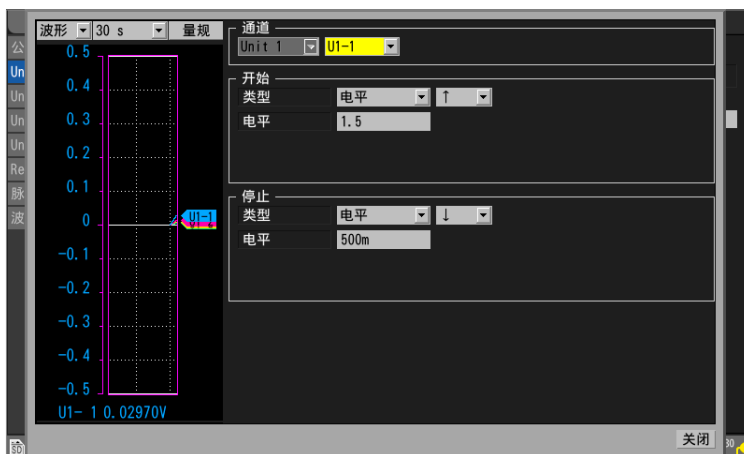 波形 30 s 量规
0.5
0.4
0.3
0.2
0.1
0
-0.1
-0.2
-0.3
-0.4
-0.5
U1-1
U1- 1 0.02970V
通道
Unit 1 U1-1
开始
类型 电平 ↑
电平 1.5
停止
类型 电平 ↓
电平 500m
关闭
公
Un
Un
Un
Un
Re
脉
波
SD
30